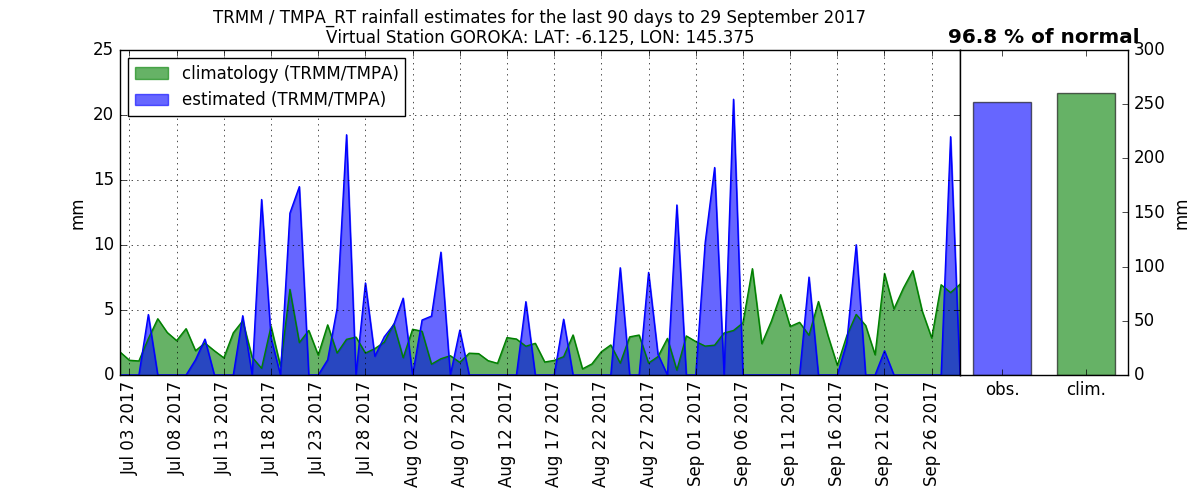 TRMM / TMPA_RT rainfall estimates for the last 90 days to 29 September 2017
Virtual Station GOROKA: LAT: -6.125, LON: 145.375
96.8 % of normal
climatology (TRMM/TMPA)
estimated (TRMM/TMPA)
25
20
15
10
5
0
mm
300
250
200
150
100
50
0
mm
Jul 03 2017
Jul 08 2017
Jul 13 2017
Jul 18 2017
Jul 23 2017
Jul 28 2017
Aug 02 2017
Aug 07 2017
Aug 12 2017
Aug 17 2017
Aug 22 2017
Aug 27 2017
Sep 01 2017
Sep 06 2017
Sep 11 2017
Sep 16 2017
Sep 21 2017
Sep 26 2017
obs.
clim.